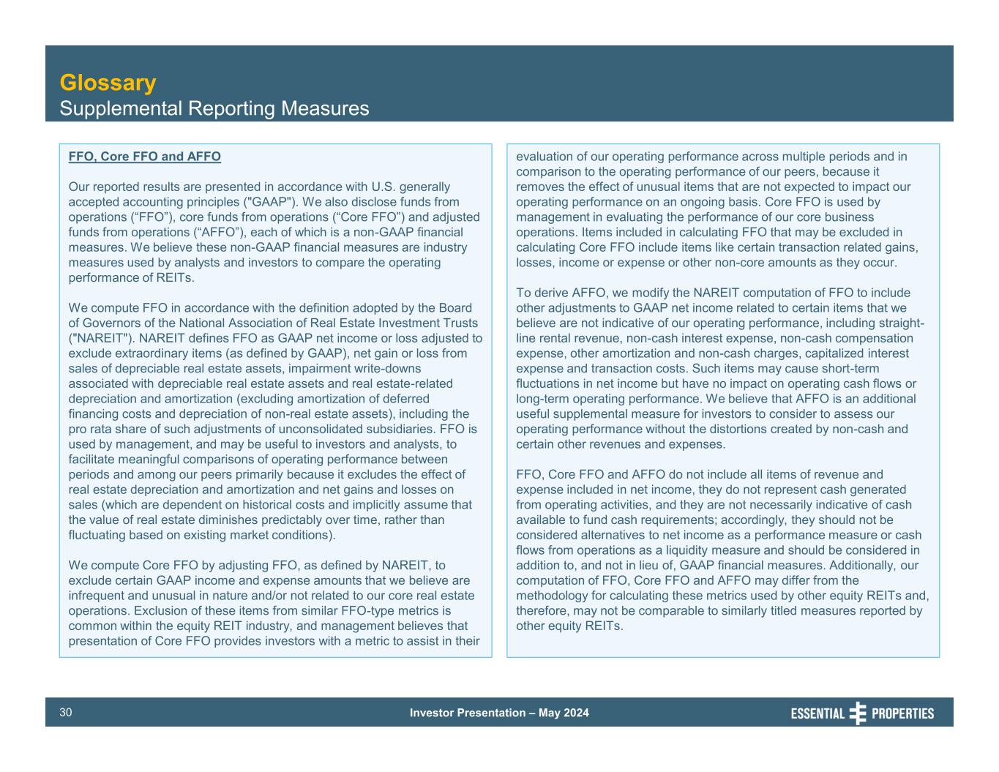 Glossary
Supplemental Reporting Measures
FFO, Core FFO and AFFO
Our reported results are presented in accordance with U.S. generally
accepted accounting principles ("GAAP"). We also disclose funds from
operations (“FFO”), core funds from operations (“Core FFO”) and adjusted
funds from operations (“AFFO”), each of which is a non-GAAP financial
measures. We believe these non-GAAP financial measures are industry
measures used by analysts and investors to compare the operating
performance of REITs.
We compute FFO in accordance with the definition adopted by the Board
of Governors of the National Association of Real Estate Investment Trusts
("NAREIT"). NAREIT defines FFO as GAAP net income or loss adjusted to
exclude extraordinary items (as defined by GAAP), net gain or loss from
sales of depreciable real estate assets, impairment write-downs
associated with depreciable real estate assets and real estate-related
depreciation and amortization (excluding amortization of deferred
financing costs and depreciation of non-real estate assets), including the
pro rata share of such adjustments of unconsolidated subsidiaries. FFO is
used by management, and may be useful to investors and analysts, to
facilitate meaningful comparisons of operating performance between
periods and among our peers primarily because it excludes the effect of
real estate depreciation and amortization and net gains and losses on
sales (which are dependent on historical costs and implicitly assume that
the value of real estate diminishes predictably over time, rather than
fluctuating based on existing market conditions).
We compute Core FFO by adjusting FFO, as defined by NAREIT, to
exclude certain GAAP income and expense amounts that we believe are
infrequent and unusual in nature and/or not related to our core real estate
operations. Exclusion of these items from similar FFO-type metrics is
common within the equity REIT industry, and management believes that
presentation of Core FFO provides investors with a metric to assist in their
evaluation of our operating performance across multiple periods and in
comparison to the operating performance of our peers, because it
removes the effect of unusual items that are not expected to impact our
operating performance on an ongoing basis. Core FFO is used by
management in evaluating the performance of our core business
operations. Items included in calculating FFO that may be excluded in
calculating Core FFO include items like certain transaction related gains,
losses, income or expense or other non-core amounts as they occur.
To derive AFFO, we modify the NAREIT computation of FFO to include
other adjustments to GAAP net income related to certain items that we
believe are not indicative of our operating performance, including straight-
line rental revenue, non-cash interest expense, non-cash compensation
expense, other amortization and non-cash charges, capitalized interest
expense and transaction costs. Such items may cause short-term
fluctuations in net income but have no impact on operating cash flows or
long-term operating performance. We believe that AFFO is an additional
useful supplemental measure for investors to consider to assess our
operating performance without the distortions created by non-cash and
certain other revenues and expenses.
FFO, Core FFO and AFFO do not include all items of revenue and
expense included in net income, they do not represent cash generated
from operating activities, and they are not necessarily indicative of cash
available to fund cash requirements; accordingly, they should not be
considered alternatives to net income as a performance measure or cash
flows from operations as a liquidity measure and should be considered in
addition to, and not in lieu of, GAAP financial measures. Additionally, our
computation of FFO, Core FFO and AFFO may differ from the
methodology for calculating these metrics used by other equity REITs and,
therefore, may not be comparable to similarly titled measures reported by
other equity REITs.
30
Investor Presentation – May 2024
ESSENTIAL PROPERTIES